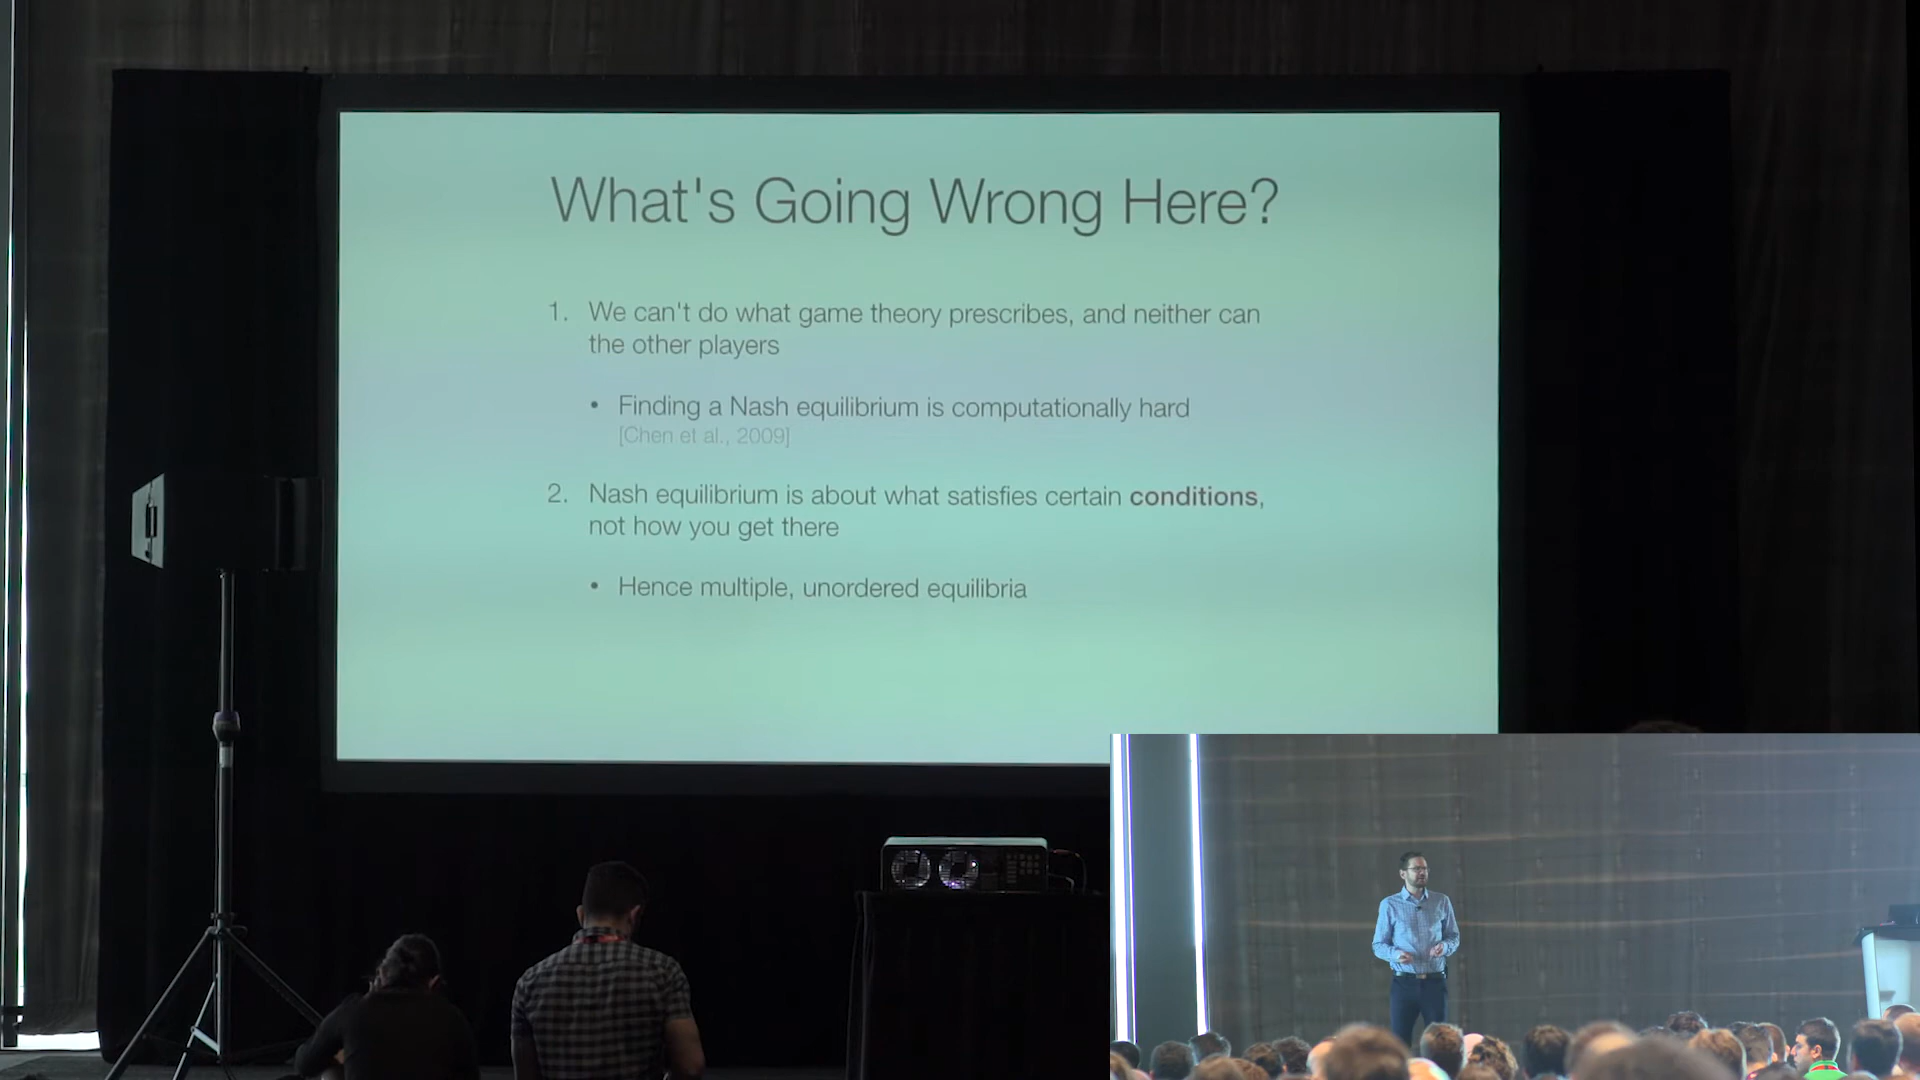 What's Going Wrong Here?
1. We can't do what game theory prescribes, and neither can
the other players
• Finding a Nash equilibrium is computationally hard
[Chen et al., 2009]
2. Nash equilibrium is about what satisfies certain conditions,
not how you get there
• Hence multiple, unordered equilibria